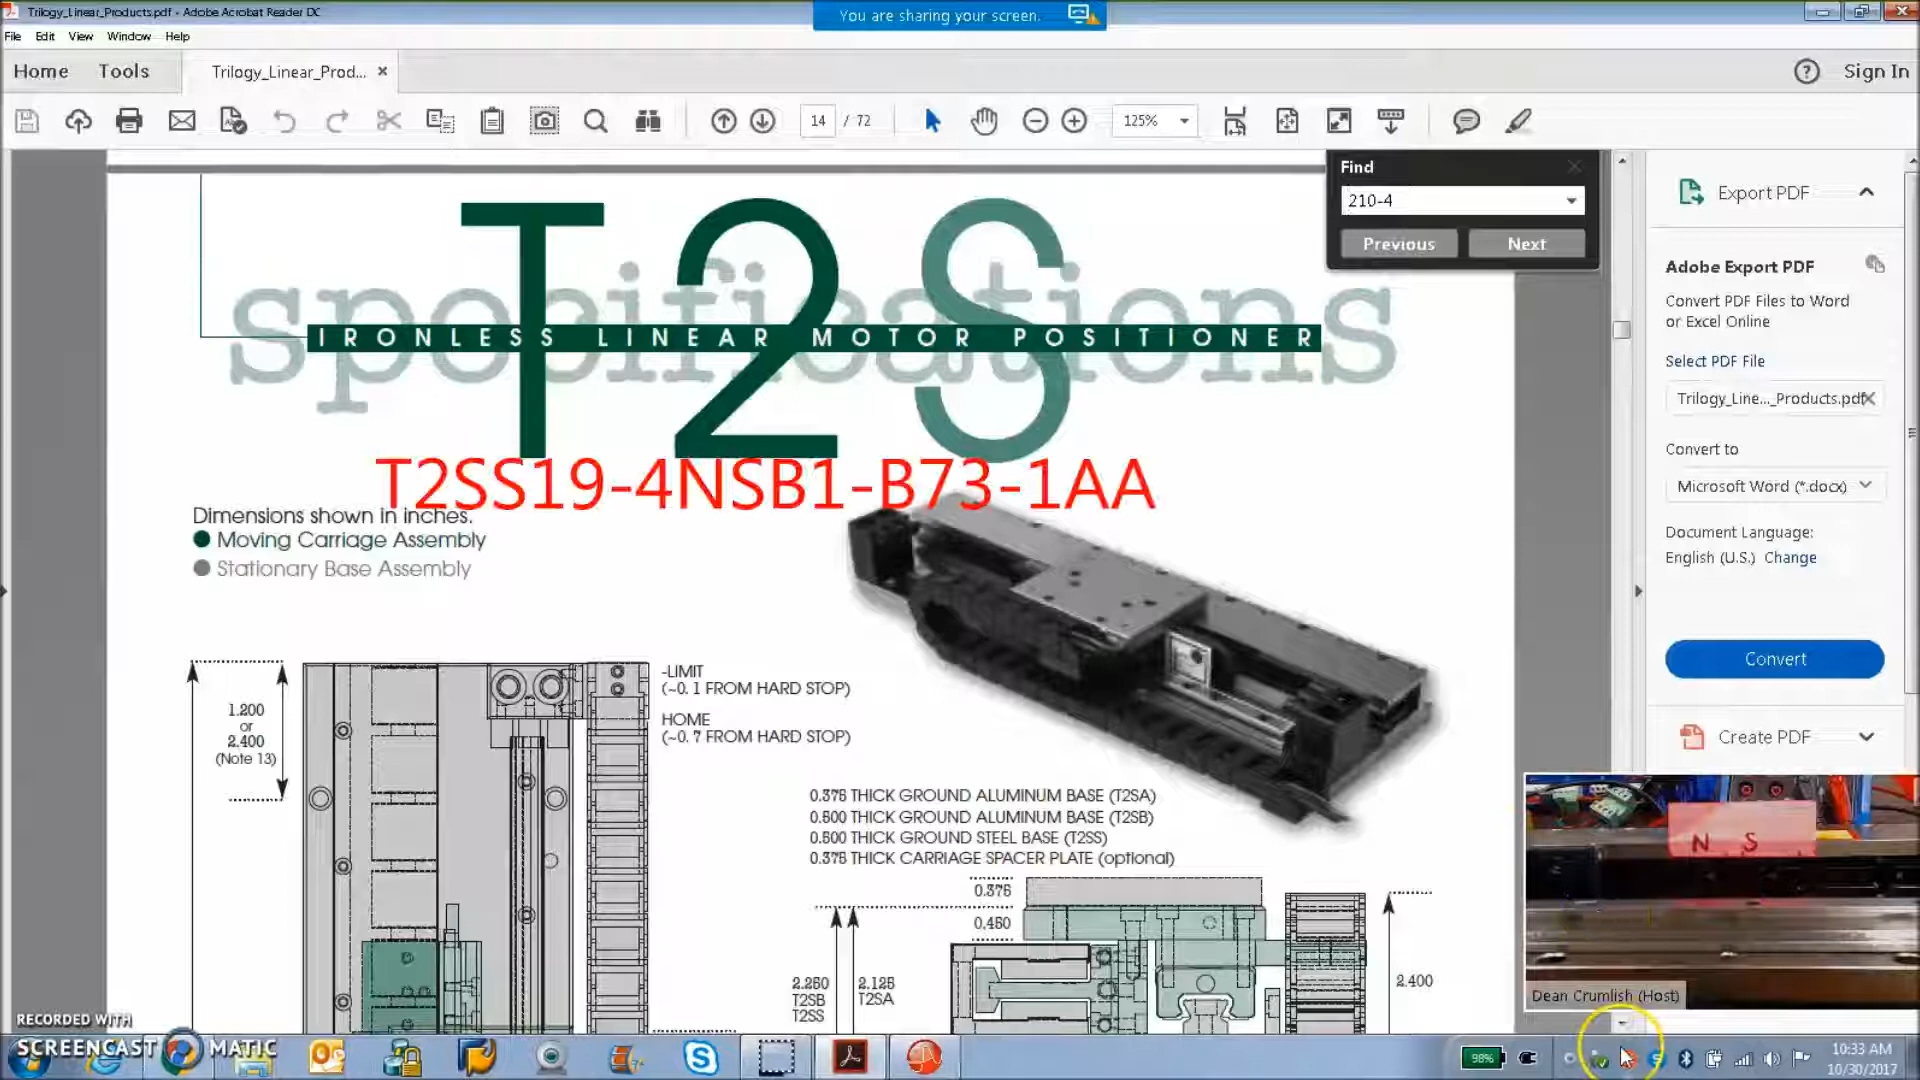 Trilogy_Linear_Products.pdf - Adobe Acrobat Reader DC
You are sharing your screen.
File Edit View Window Help
Home Tools Trilogy_Linear_Prod... × Sign In
14 / 72 125%
Find
210-4
Previous Next
T2S
specifications
IRONLESS LINEAR MOTOR POSITIONER
T2SS19-4NSB1-B73-1AA
Dimensions shown in inches.
Moving Carriage Assembly
Stationary Base Assembly
1.200
or
2.400
(Note 13)
-LIMIT
(~0.1 FROM HARD STOP)
HOME
(~0.7 FROM HARD STOP)
0.375 THICK GROUND ALUMINUM BASE (T2SA)
0.500 THICK GROUND ALUMINUM BASE (T2SB)
0.500 THICK GROUND STEEL BASE (T2SS)
0.375 THICK CARRIAGE SPACER PLATE (optional)
0.375
0.450
2.250
T2SB
T2SS
2.125
T2SA
2.400
Export PDF
Adobe Export PDF
Convert PDF Files to Word
or Excel Online
Select PDF File
Trilogy_Line..._Products.pdf
Convert to
Microsoft Word (*.docx)
Document Language:
English (U.S.) Change
Convert
Create PDF
N S
Dean Crumlish (Host)
RECORDED WITH
SCREENCAST MATIC
98%
10:33 AM
10/30/2017